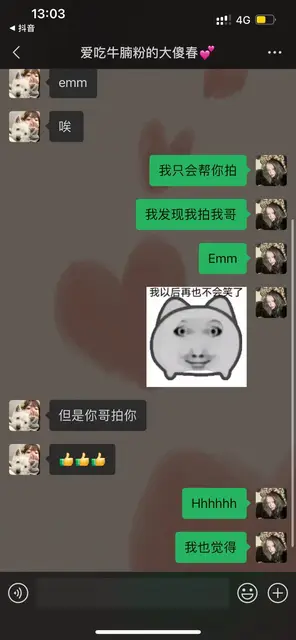 13:03
4G
抖音
爱吃牛腩粉的大傻春💕
emm
唉
我只会帮你拍
我发现我拍我哥
Emm
我以后再也不会笑了
但是你哥拍你
👍👍👍
Hhhhhh
我也觉得